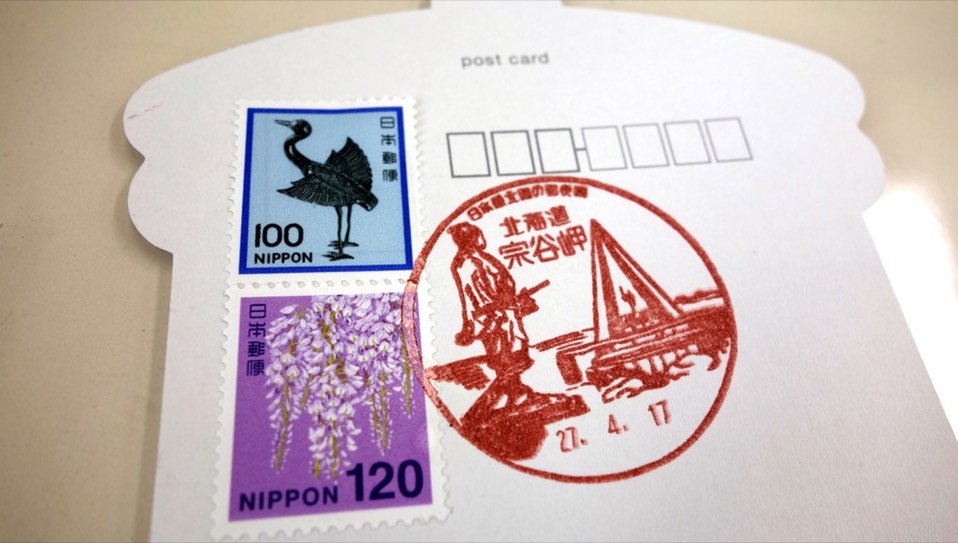 post card
日本郵便
100
NIPPON
日本郵便
NIPPON 120
日本最北端の郵便局
北海道
宗谷岬
27. 4. 17